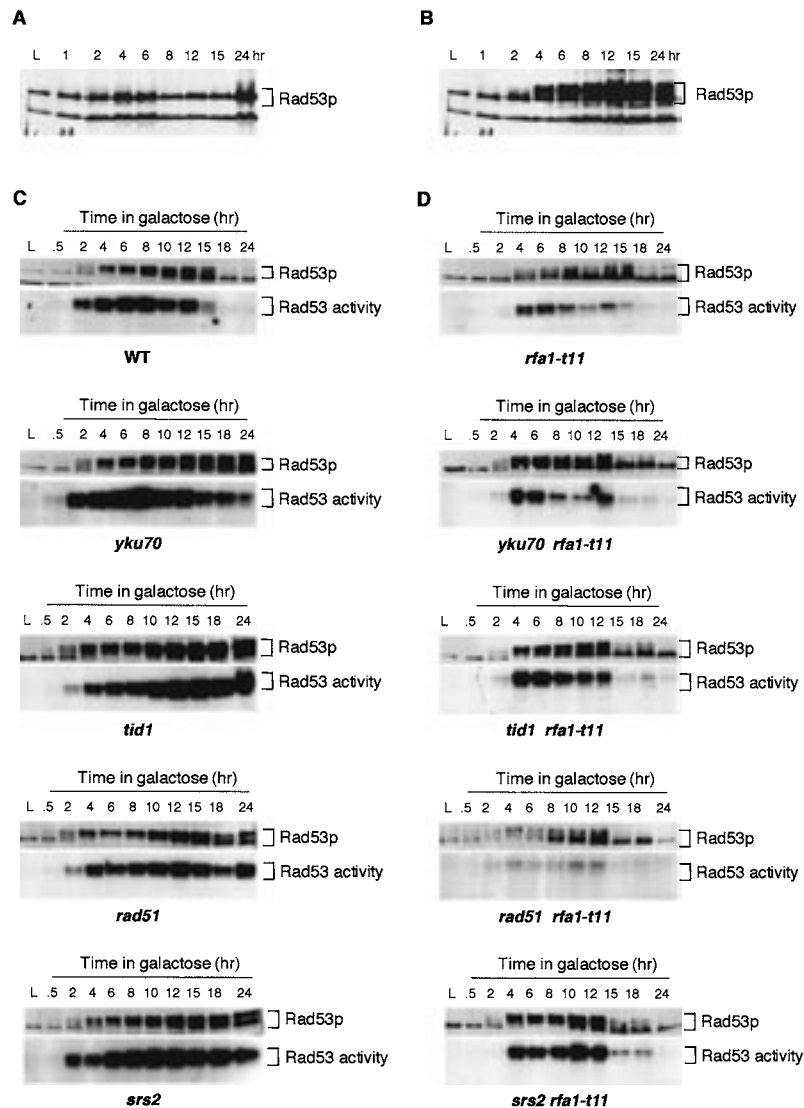 A
L 1 2 4 6 8 12 15 24 hr
Rad53p
B
L 1 2 4 6 8 12 15 24 hr
Rad53p
C
Time in galactose (hr)
L .5 2 4 6 8 10 12 15 18 24
Rad53p
Rad53 activity
WT
Time in galactose (hr)
L .5 2 4 6 8 10 12 15 18 24
Rad53p
Rad53 activity
yku70
Time in galactose (hr)
L .5 2 4 6 8 10 12 15 18 24
Rad53p
Rad53 activity
tid1
Time in galactose (hr)
L .5 2 4 6 8 10 12 15 18 24
Rad53p
Rad53 activity
rad51
Time in galactose (hr)
L .5 2 4 6 8 10 12 15 18 24
Rad53p
Rad53 activity
srs2
D
Time in galactose (hr)
L .5 2 4 6 8 10 12 15 18 24
Rad53p
Rad53 activity
rfa1-t11
Time in galactose (hr)
L .5 2 4 6 8 10 12 15 18 24
Rad53p
Rad53 activity
yku70 rfa1-t11
Time in galactose (hr)
L .5 2 4 6 8 10 12 15 18 24
Rad53p
Rad53 activity
tid1 rfa1-t11
Time in galactose (hr)
L .5 2 4 6 8 10 12 15 18 24
Rad53p
Rad53 activity
rad51 rfa1-t11
Time in galactose (hr)
L .5 2 4 6 8 10 12 15 18 24
Rad53p
Rad53 activity
srs2 rfa1-t11